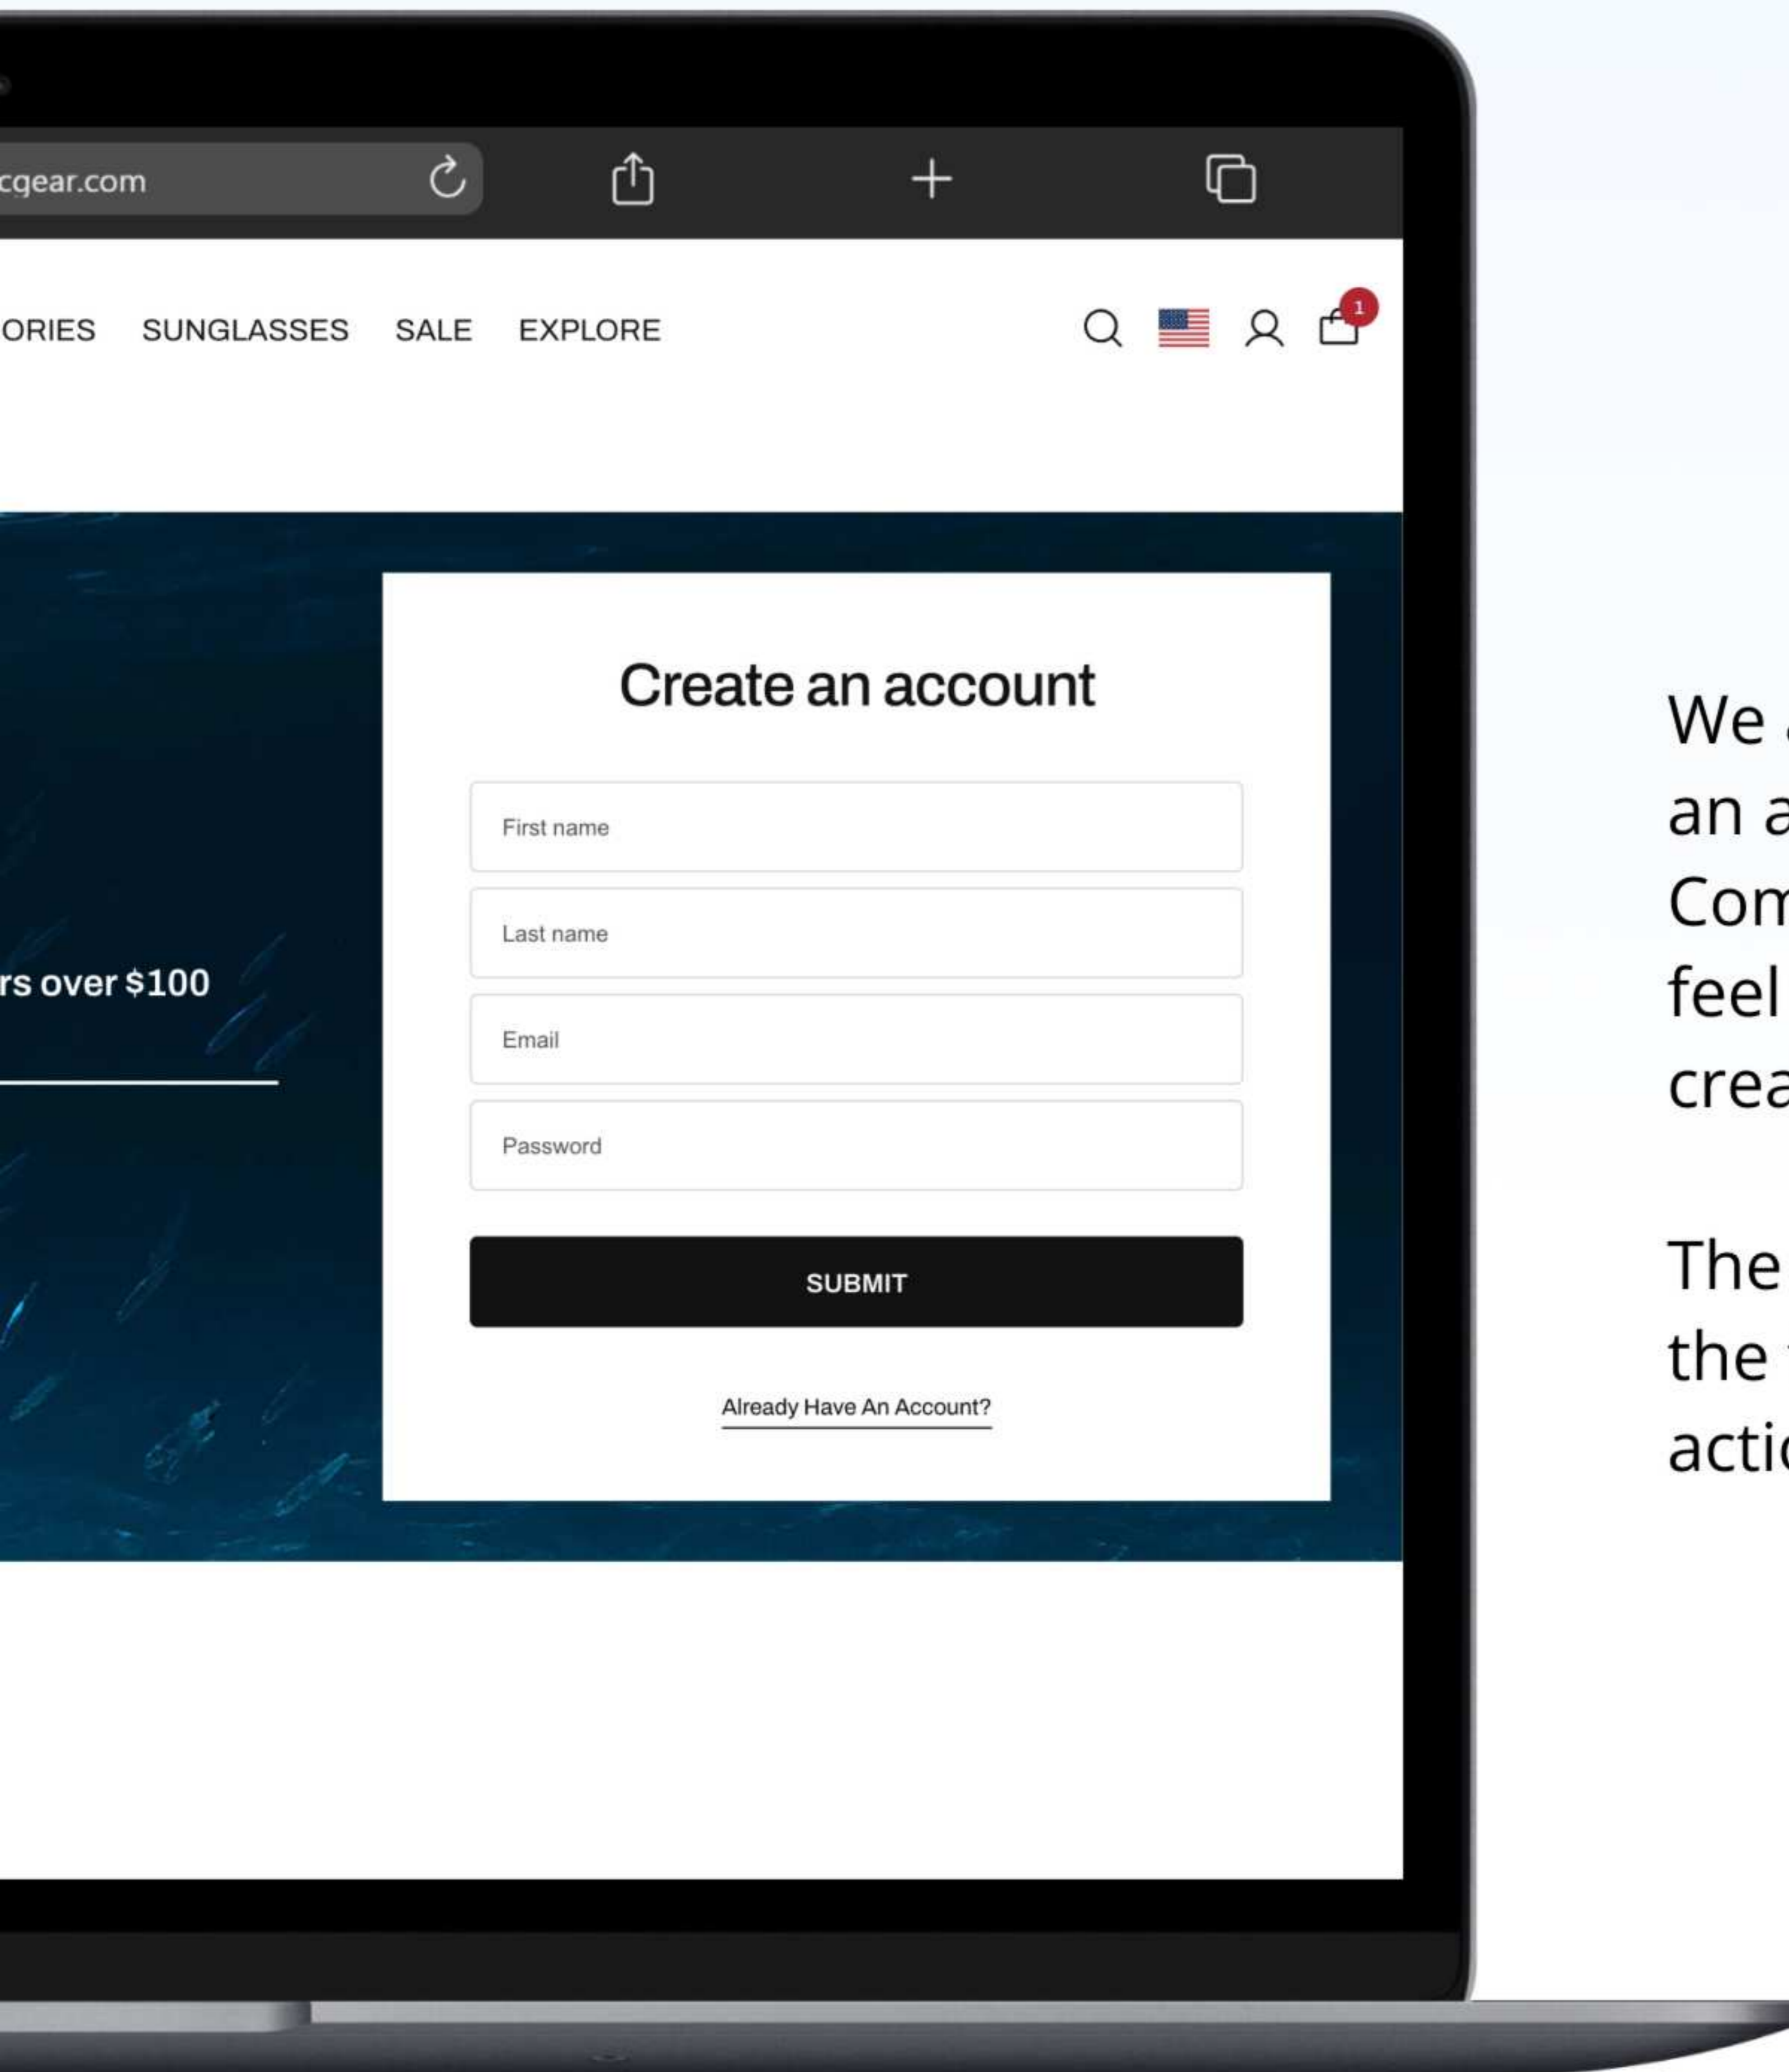 cgear.com
ORIES SUNGLASSES SALE EXPLORE
1
Create an account
First name
Last name
rs over $100
Email
Password
SUBMIT
Already Have An Account?
We
an a
Com
feel
crea
The
the
actio